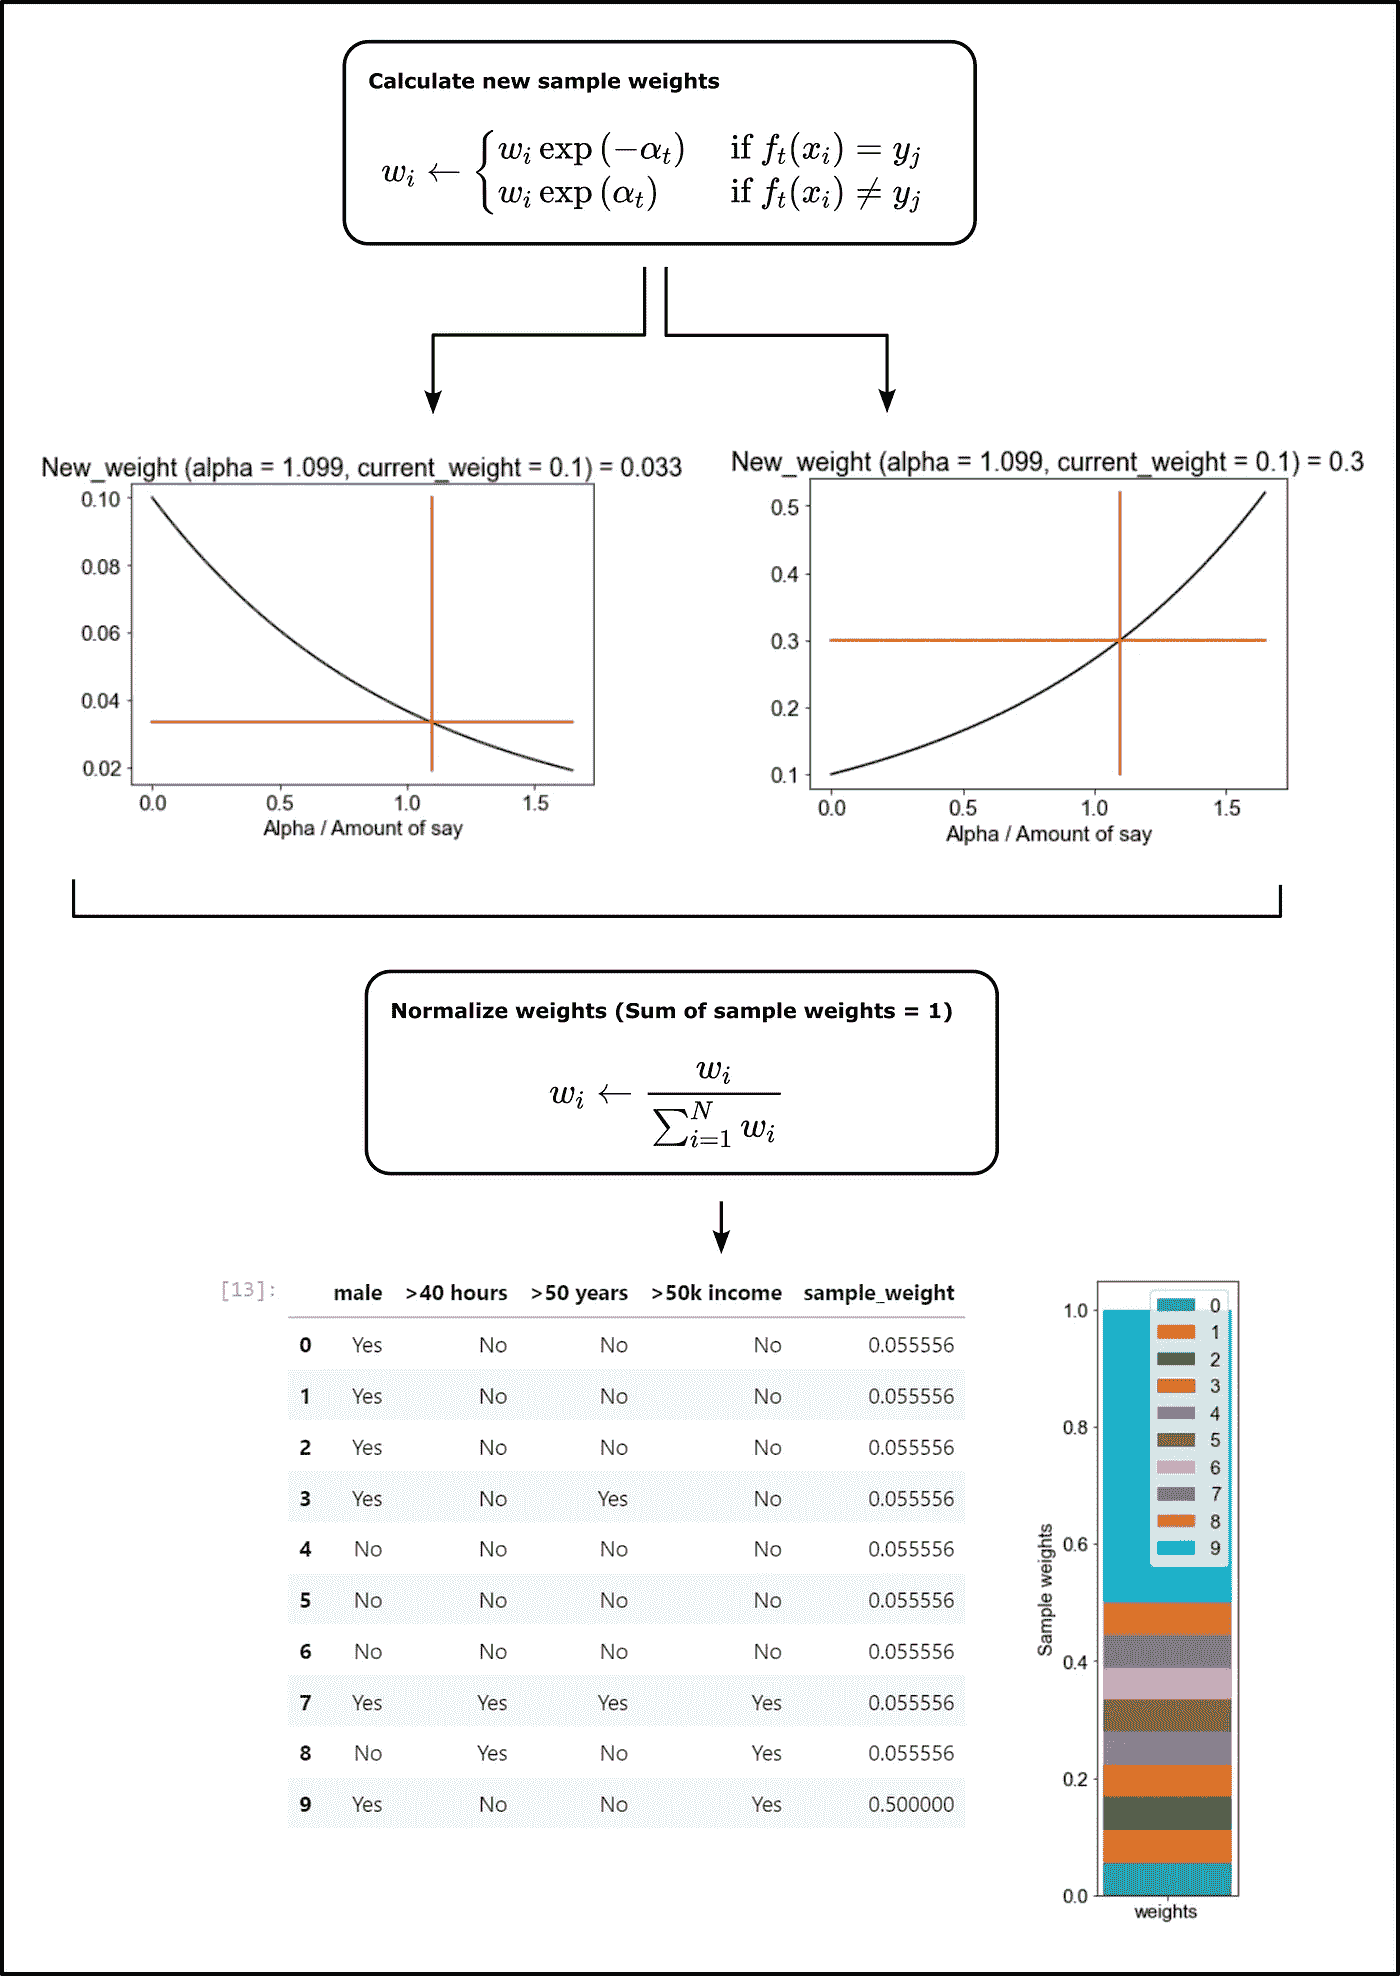 Calculate new sample weights
w_i ← { w_i exp (−α_t) if f_t(x_i) = y_j
w_i exp (α_t) if f_t(x_i) ≠ y_j
New_weight (alpha = 1.099, current_weight = 0.1) = 0.033
0.10
0.08
0.06
0.04
0.02
0.0 0.5 1.0 1.5
Alpha / Amount of say
New_weight (alpha = 1.099, current_weight = 0.1) = 0.3
0.5
0.4
0.3
0.2
0.1
0.0 0.5 1.0 1.5
Alpha / Amount of say
Normalize weights (Sum of sample weights = 1)
w_i ← w_i / ∑_{i=1}^{N} w_i
[13]:
male >40 hours >50 years >50k income sample_weight
0 Yes No No No 0.055556
1 Yes No No No 0.055556
2 Yes No No No 0.055556
3 Yes No Yes No 0.055556
4 No No No No 0.055556
5 No No No No 0.055556
6 No No No No 0.055556
7 Yes Yes Yes Yes 0.055556
8 No Yes No Yes 0.055556
9 Yes No No Yes 0.500000
Sample weights
1.0
0.8
0.6
0.4
0.2
0.0
0
1
2
3
4
5
6
7
8
9
weights